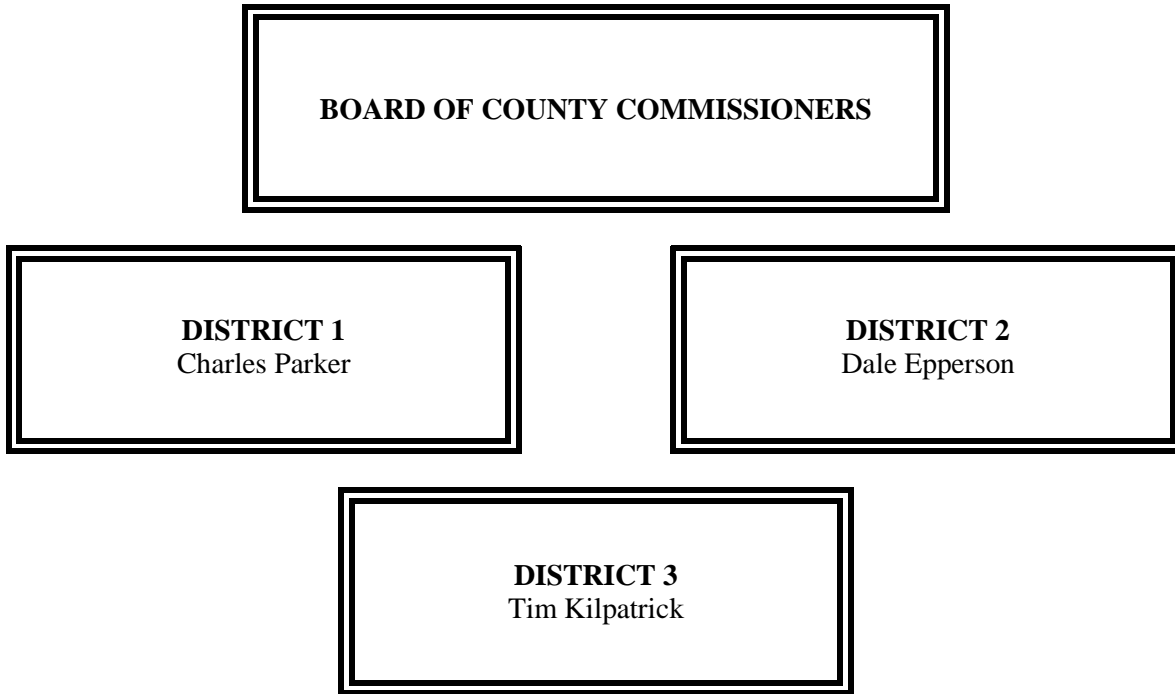 BOARD OF COUNTY COMMISSIONERS
DISTRICT 1
Charles Parker
DISTRICT 2
Dale Epperson
DISTRICT 3
Tim Kilpatrick